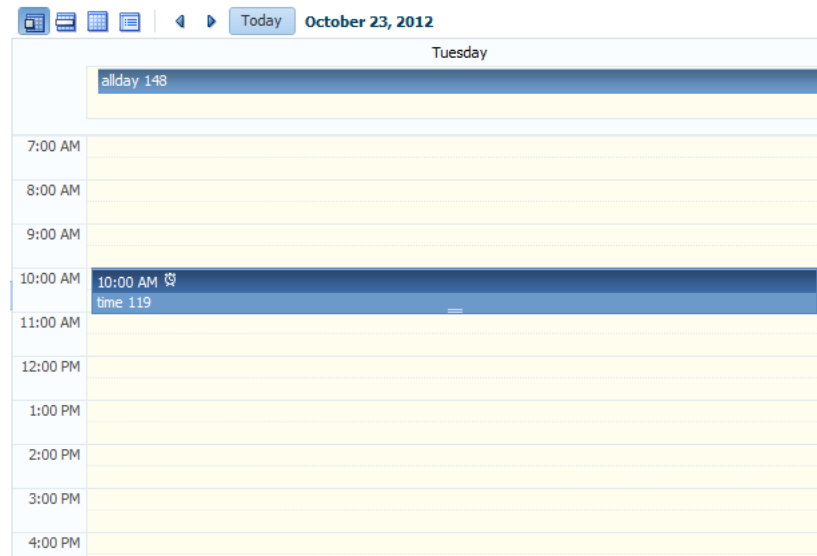 Today October 23, 2012
Tuesday
allday 148
7:00 AM
8:00 AM
9:00 AM
10:00 AM 10:00 AM
time 119
11:00 AM
12:00 PM
1:00 PM
2:00 PM
3:00 PM
4:00 PM